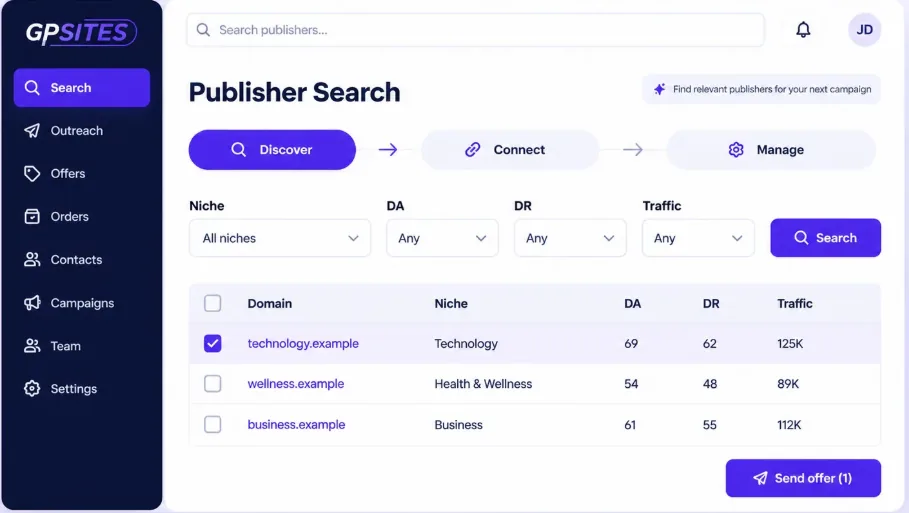 GPSITES
Search publishers...
JD
Search
Outreach
Offers
Orders
Contacts
Campaigns
Team
Settings
Publisher Search
Find relevant publishers for your next campaign
Discover
Connect
Manage
Niche DA DR Traffic
All niches Any Any Any Search
Domain Niche DA DR Traffic
technology.example Technology 69 62 125K
wellness.example Health & Wellness 54 48 89K
business.example Business 61 55 112K
Send offer (1)